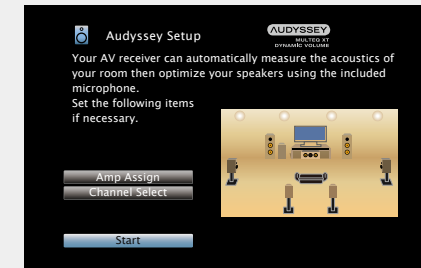 Audyssey Setup
AUDYSSEY
MULTEQ XT
DYNAMIC VOLUME
Your AV receiver can automatically measure the acoustics of
your room then optimize your speakers using the included
microphone.
Set the following items
if necessary.
Amp Assign
Channel Select
Start